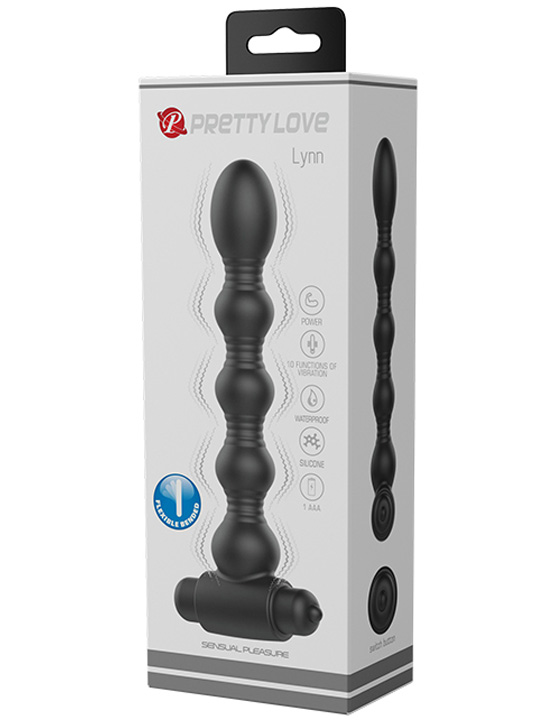 PRETTY LOVE
Lynn
POWER
10 FUNCTIONS OF
VIBRATION
WATERPROOF
SILICONE
1 AAA
FLEXIBLE BENDED
SENSUAL PLEASURE
switch button